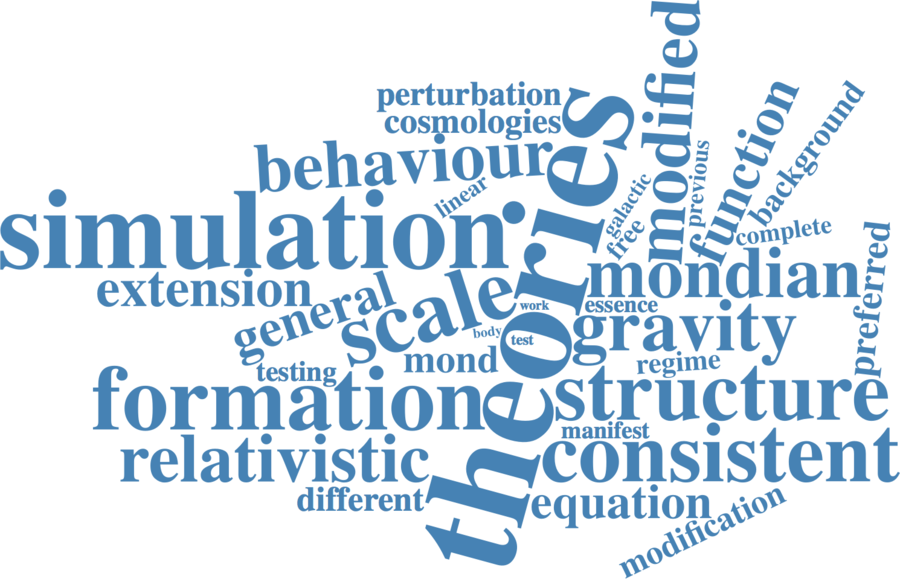 modified
perturbation
cosmologies
function
background
behaviour
linear
galactic
previous
free
simulation
theories
complete
mondian
preferred
extension
general
scale
work
essence
body
test
gravity
mond
regime
testing
formation
structure
manifest
relativistic
consistent
different
equation
modification